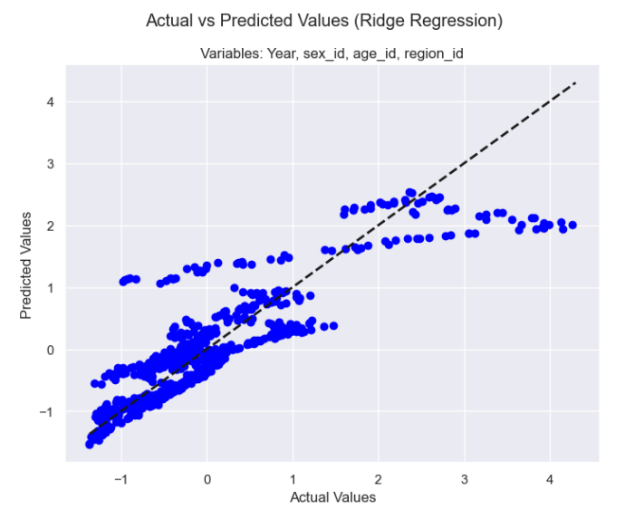 Actual vs Predicted Values (Ridge Regression)
Variables: Year, sex_id, age_id, region_id
4
3
2
1
0
−1
Predicted Values
−1 0 1 2 3 4
Actual Values